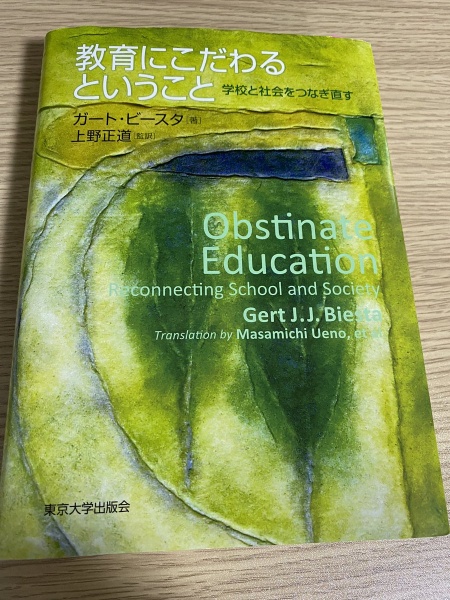 教育にこだわる
ということ 学校と社会をつなぎ直す
ガート・ビースタ[著]
上野正道[監訳]
Obstinate
Education
Reconnecting School and Society
Gert J.J. Biesta
Translation by Masamichi Ueno, et al.
東京大学出版会